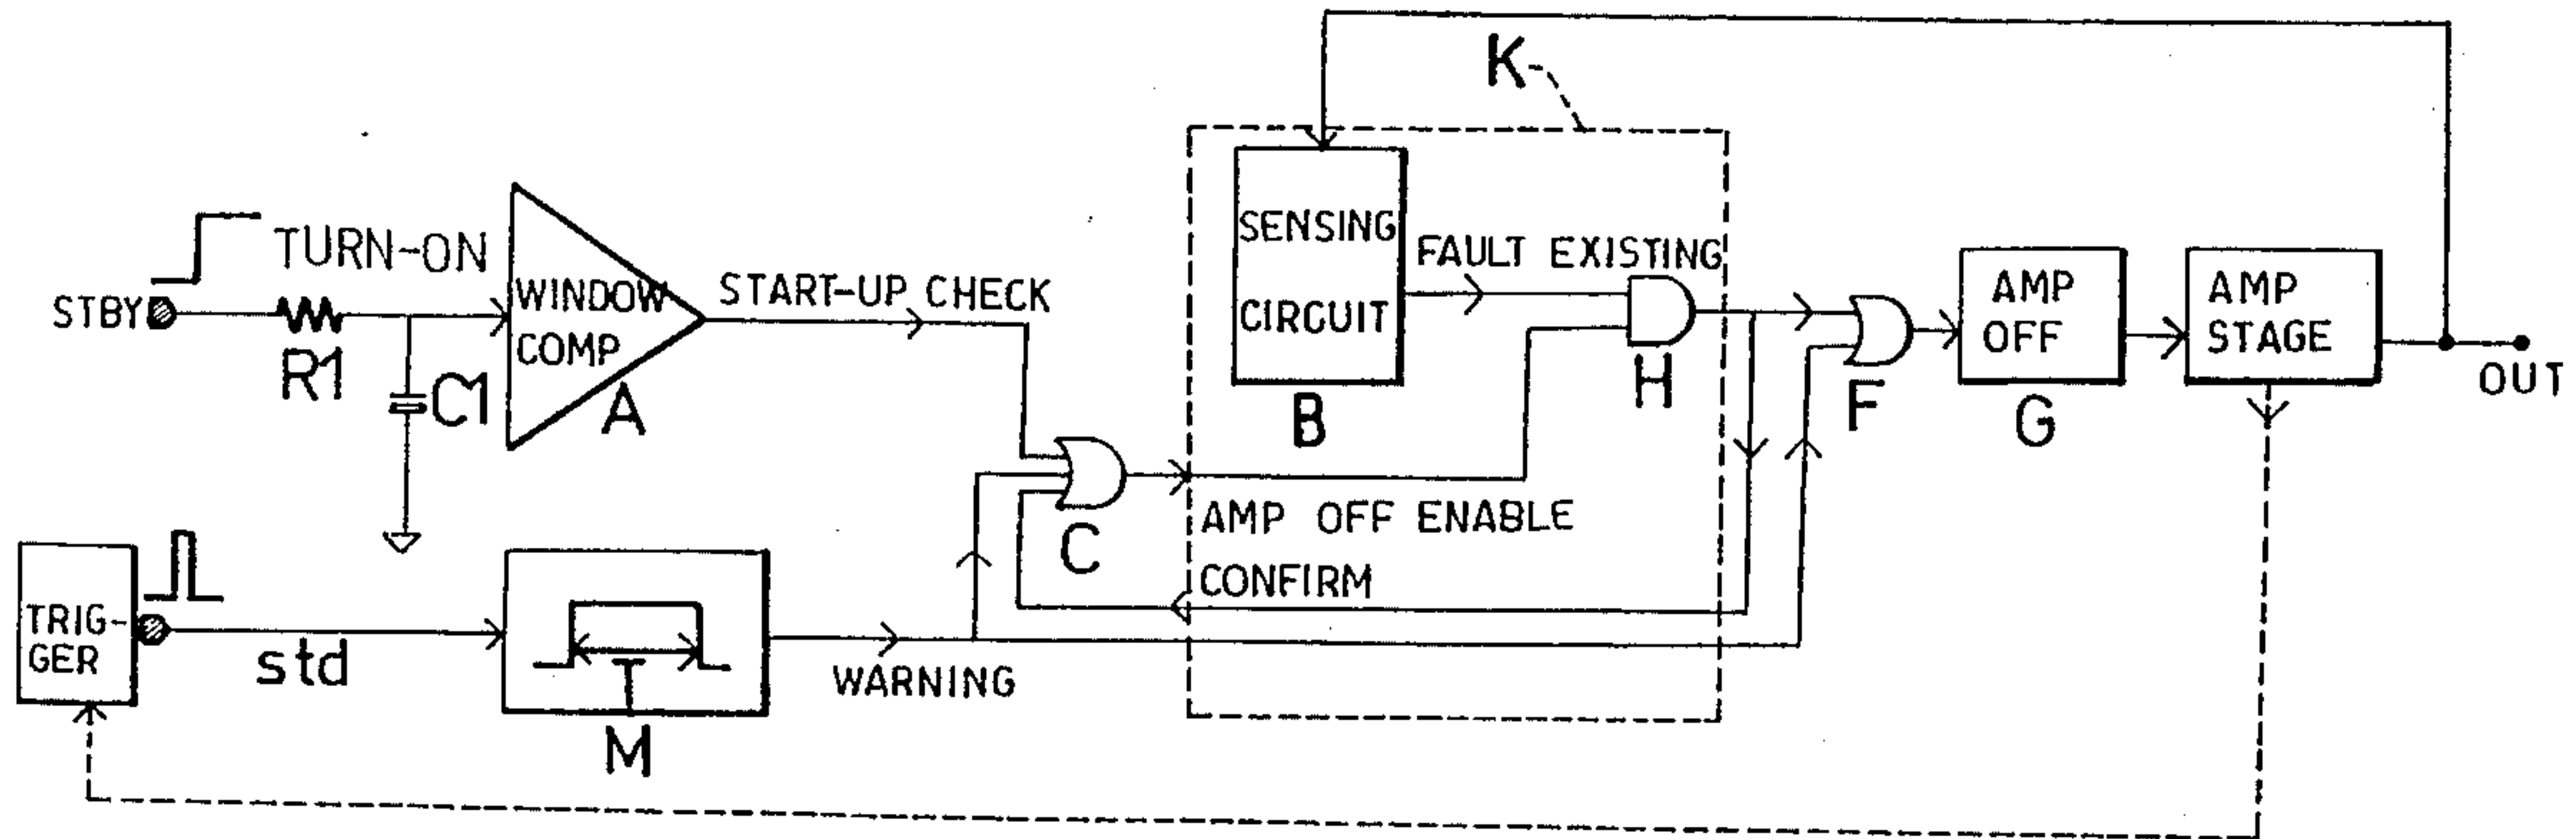 K
TURN-ON
STBY
R1
C1
WINDOW
COMP
A
START-UP CHECK
SENSING
CIRCUIT
B
FAULT EXISTING
H
F
AMP
OFF
G
AMP
STAGE
OUT
C
AMP OFF ENABLE
CONFIRM
TRIG-
GER
std
T
M
WARNING